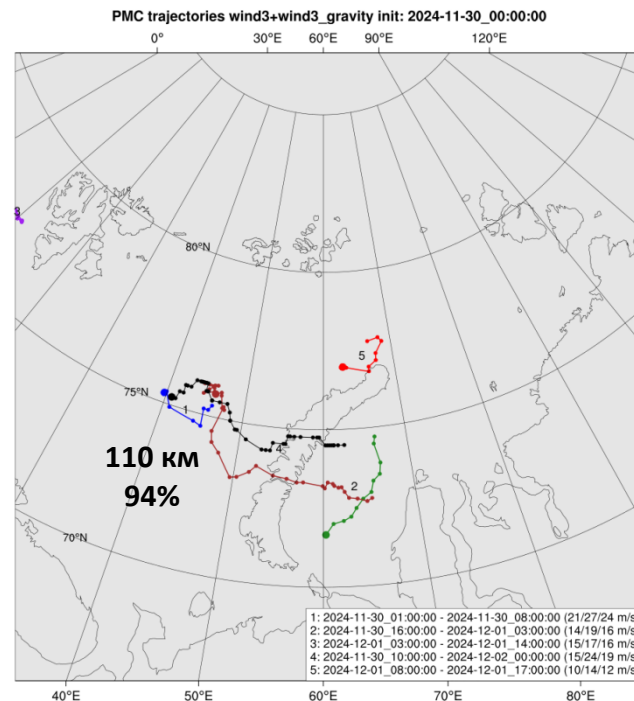 PMC trajectories wind3+wind3_gravity init: 2024-11-30_00:00:00
0° 30°E 60°E 90°E 120°E
80°N
5
75°N
1
4
110 км
94%
2
70°N
1: 2024-11-30_01:00:00 - 2024-11-30_08:00:00 (21/27/24 m/s
2: 2024-11-30_16:00:00 - 2024-12-01_03:00:00 (14/19/16 m/s
3: 2024-12-01_03:00:00 - 2024-12-01_14:00:00 (15/17/16 m/s
4: 2024-11-30_10:00:00 - 2024-12-02_00:00:00 (15/24/19 m/s
5: 2024-12-01_08:00:00 - 2024-12-01_17:00:00 (10/14/12 m/s
40°E 50°E 60°E 70°E 80°E